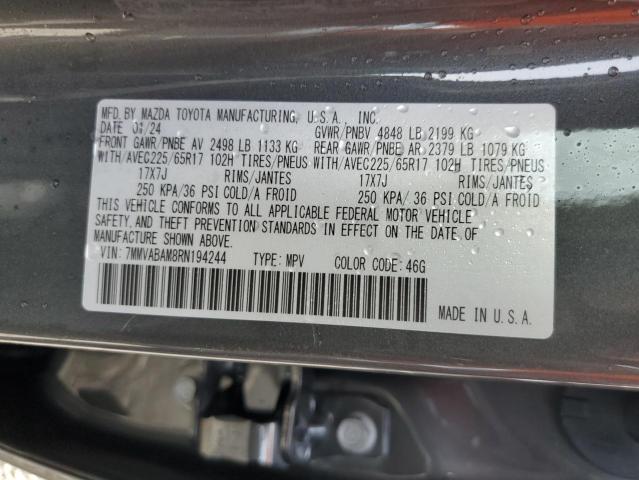 MFD. BY MAZDA TOYOTA MANUFACTURING, U.S.A., INC.
DATE 01/24 GVWR/PNBV 4848 LB 2199 KG
FRONT GAWR/PNBE AV 2498 LB 1133 KG REAR GAWR/PNBE AR 2379 LB 1079 KG
WITH/AVEC225/65R17 102H TIRES/PNEUS WITH/AVEC225/65R17 102H TIRES/PNEUS
17X7J RIMS/JANTES 17X7J RIMS/JANTES
250 KPA/36 PSI COLD/A FROID 250 KPA/36 PSI COLD/A FROID
THIS VEHICLE CONFORMS TO ALL APPLICABLE FEDERAL MOTOR VEHICLE
SAFETY, AND THEFT PREVENTION STANDARDS IN EFFECT ON THE DATE OF
MANUFACTURE SHOWN ABOVE.
VIN: 7MMVABAM8RN194244 TYPE: MPV COLOR CODE: 46G
MADE IN U.S.A.